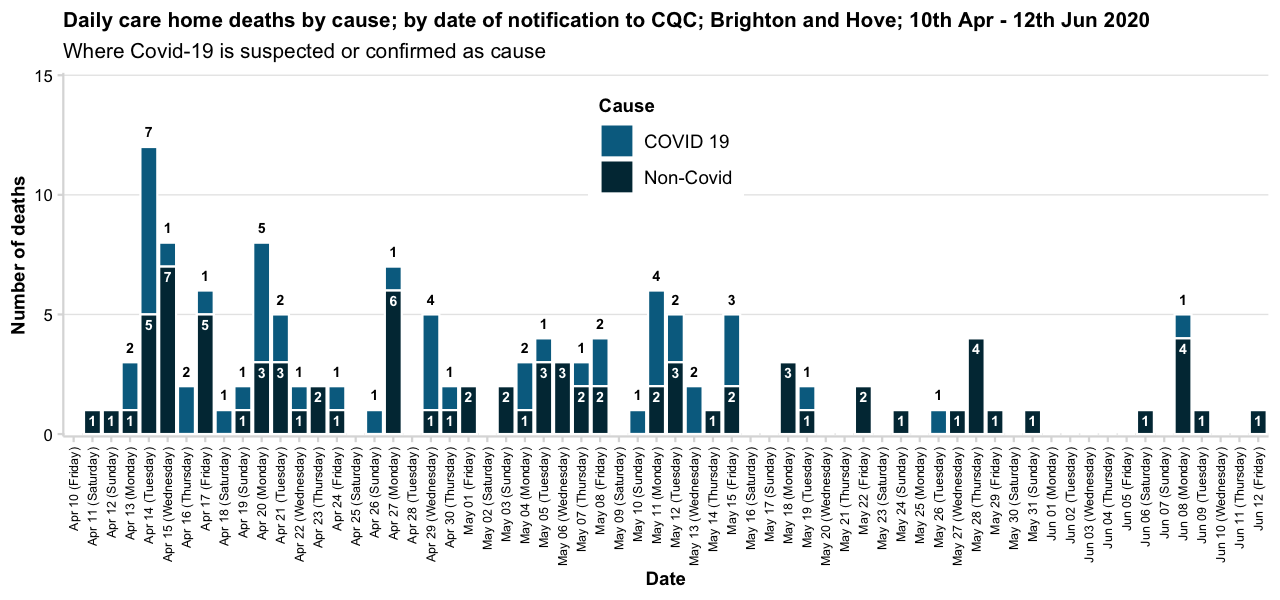 Daily care home deaths by cause; by date of notification to CQC; Brighton and Hove; 10th Apr - 12th Jun 2020
Where Covid-19 is suspected or confirmed as cause
Cause
COVID 19
Non-Covid
Number of deaths
15
10
5
0
7
1
1
5
2
1
4
4
1
2
2
1
1
2
1
1
1
1
2
1
1
2
1
2
3
1
1
1
1 1 1 5 7 5 1 3 3 1 2 1 6 1 1 2 2 1 3 3 2 2 2 3 1 2 3 1 2 1 1 4 1 1 1 4 1 1
Apr 10 (Friday)
Apr 11 (Saturday)
Apr 12 (Sunday)
Apr 13 (Monday)
Apr 14 (Tuesday)
Apr 15 (Wednesday)
Apr 16 (Thursday)
Apr 17 (Friday)
Apr 18 (Saturday)
Apr 19 (Sunday)
Apr 20 (Monday)
Apr 21 (Tuesday)
Apr 22 (Wednesday)
Apr 23 (Thursday)
Apr 24 (Friday)
Apr 25 (Saturday)
Apr 26 (Sunday)
Apr 27 (Monday)
Apr 28 (Tuesday)
Apr 29 (Wednesday)
Apr 30 (Thursday)
May 01 (Friday)
May 02 (Saturday)
May 03 (Sunday)
May 04 (Monday)
May 05 (Tuesday)
May 06 (Wednesday)
May 07 (Thursday)
May 08 (Friday)
May 09 (Saturday)
May 10 (Sunday)
May 11 (Monday)
May 12 (Tuesday)
May 13 (Wednesday)
May 14 (Thursday)
May 15 (Friday)
May 16 (Saturday)
May 17 (Sunday)
May 18 (Monday)
May 19 (Tuesday)
May 20 (Wednesday)
May 21 (Thursday)
May 22 (Friday)
May 23 (Saturday)
May 24 (Sunday)
May 25 (Monday)
May 26 (Tuesday)
May 27 (Wednesday)
May 28 (Thursday)
May 29 (Friday)
May 30 (Saturday)
May 31 (Sunday)
Jun 01 (Monday)
Jun 02 (Tuesday)
Jun 03 (Wednesday)
Jun 04 (Thursday)
Jun 05 (Friday)
Jun 06 (Saturday)
Jun 07 (Sunday)
Jun 08 (Monday)
Jun 09 (Tuesday)
Jun 10 (Wednesday)
Jun 11 (Thursday)
Jun 12 (Friday)
Date